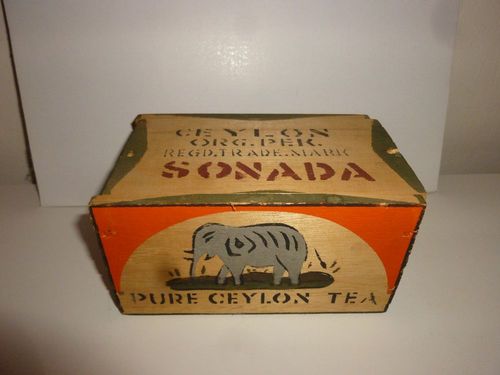 CEYLON
ORG.PEK.
REGD.TRADE.MARK
SONADA
PURE CEYLON TEA